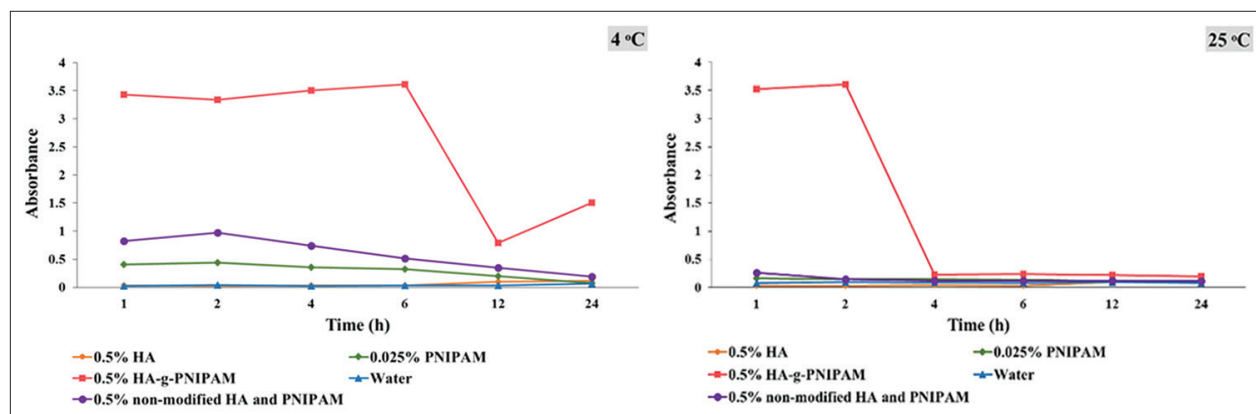 4 °C
4
3.5
3
2.5
2
1.5
1
0.5
0
Absorbance
1 2 4 6 12 24
Time (h)
0.5% HA 0.025% PNIPAM
0.5% HA-g-PNIPAM Water
0.5% non-modified HA and PNIPAM
25 °C
4
3.5
3
2.5
2
1.5
1
0.5
0
Absorbance
1 2 4 6 12 24
Time (h)
0.5% HA 0.025% PNIPAM
0.5% HA-g-PNIPAM Water
0.5% non-modified HA and PNIPAM